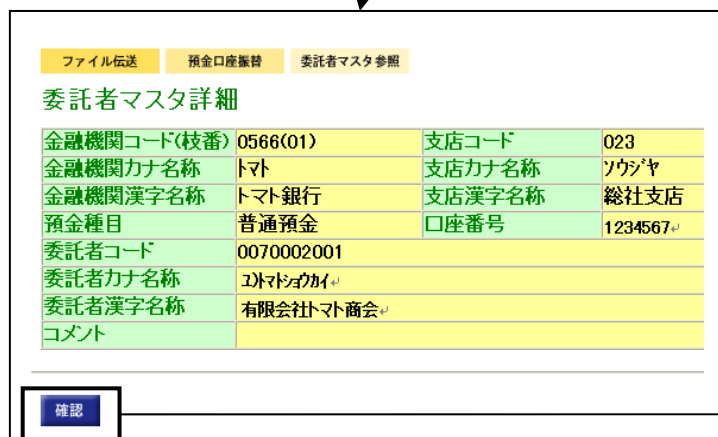 ファイル伝送 預金口座振替 委託者マスタ参照
委託者マスタ詳細
金融機関コード(枝番) 0566(01) 支店コード 023
金融機関カナ名称 トマト 支店カナ名称 ソウジヤ
金融機関漢字名称 トマト銀行 支店漢字名称 総社支店
預金種目 普通預金 口座番号 1234567↵
委託者コード 0070002001
委託者カナ名称 ユ)トマトショウカイ↵
委託者漢字名称 有限会社トマト商会↵
コメント
確認